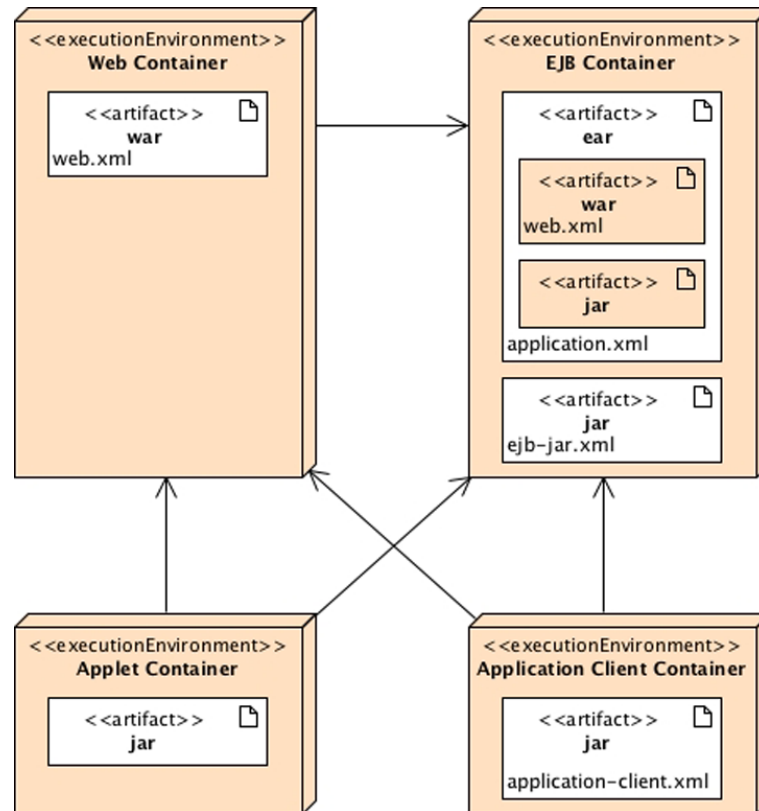 <<executionEnvironment>>
Web Container
<<artifact>>
war
web.xml
<<executionEnvironment>>
EJB Container
<<artifact>>
ear
<<artifact>>
war
web.xml
<<artifact>>
jar
application.xml
<<artifact>>
jar
ejb-jar.xml
<<executionEnvironment>>
Applet Container
<<artifact>>
jar
<<executionEnvironment>>
Application Client Container
<<artifact>>
jar
application-client.xml